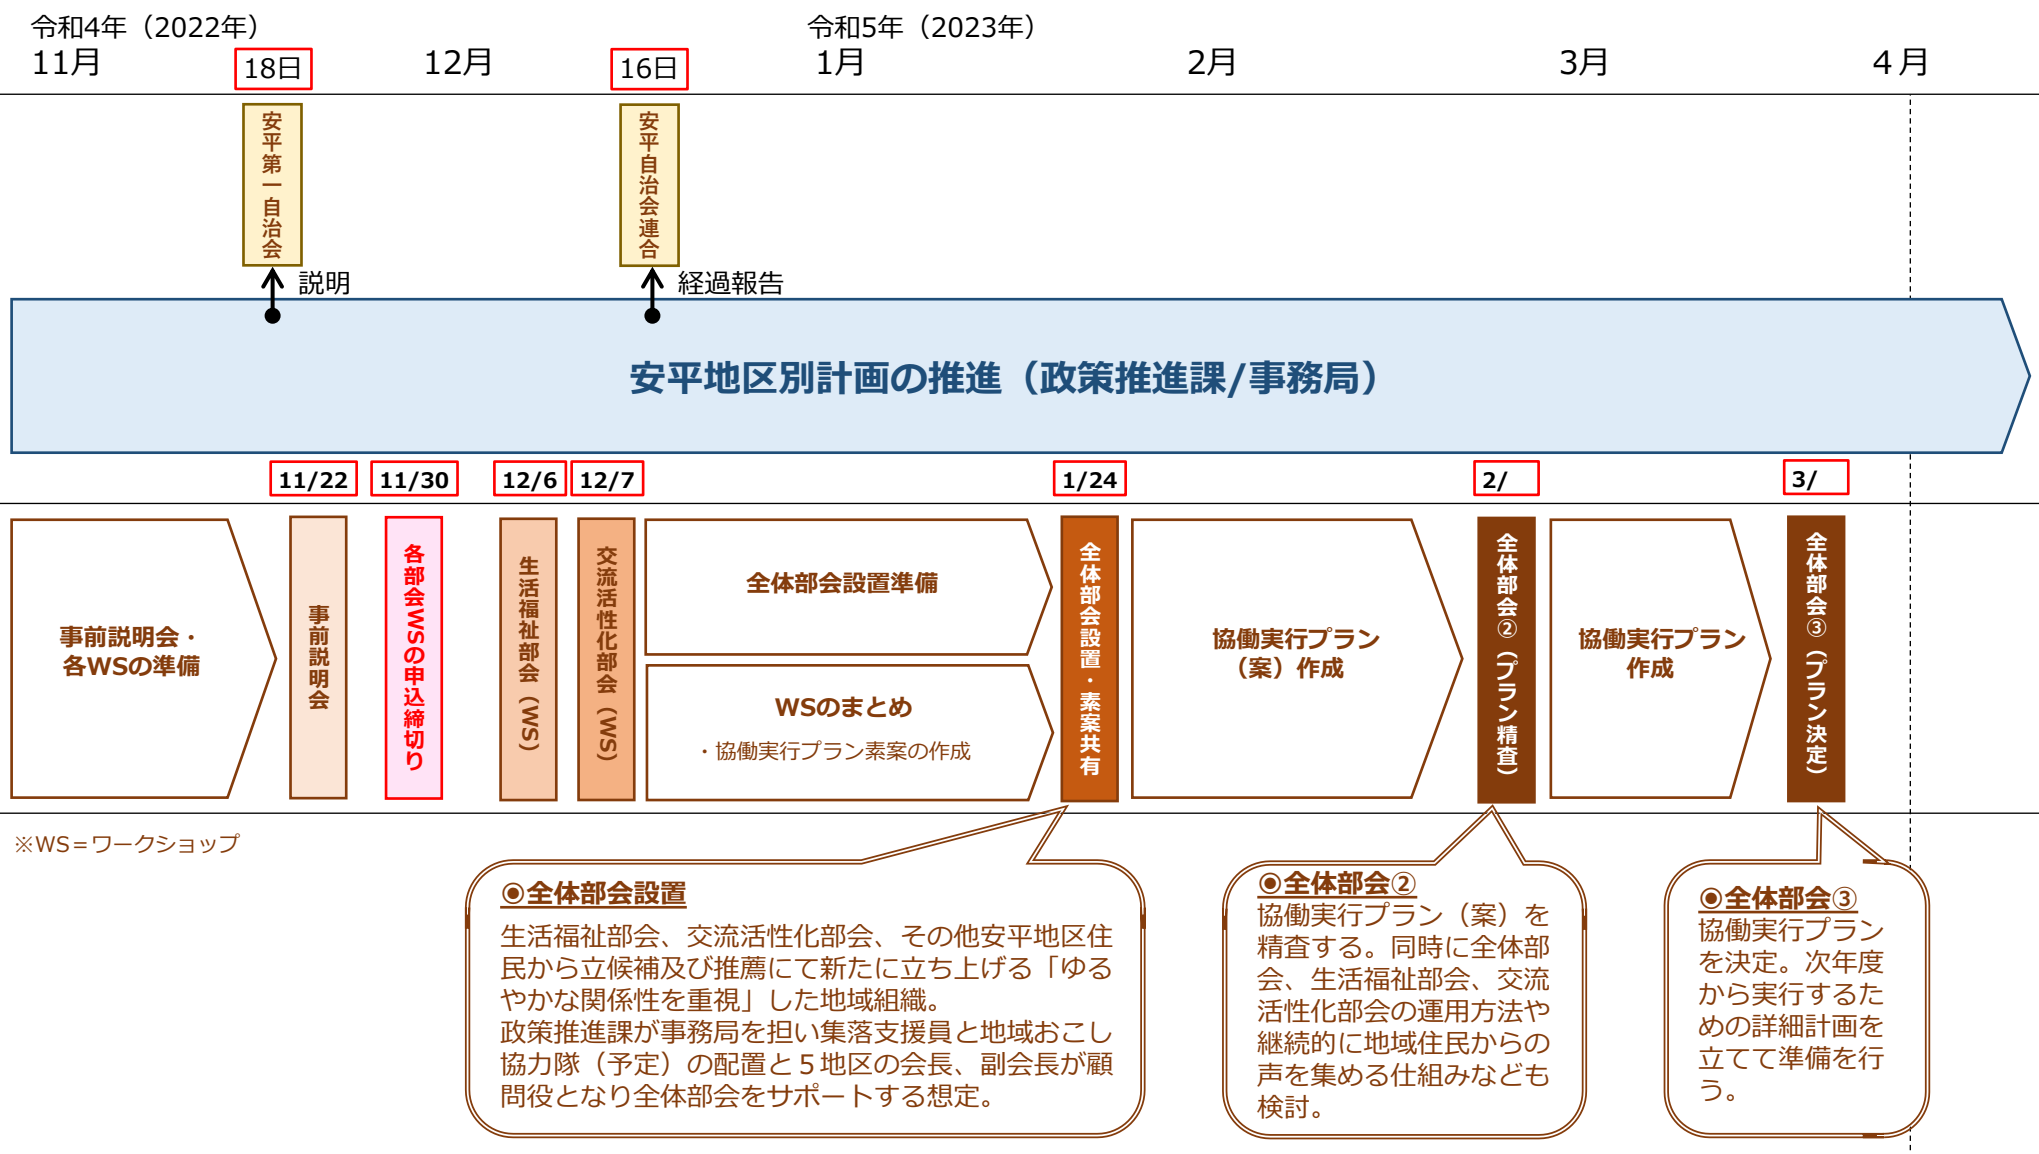 令和4年（2022年）
令和5年（2023年）
11月
18日
12月
16日
1月
2月
3月
４月
安平第一自治会
安平自治会連合
説明
経過報告
安平地区別計画の推進（政策推進課/事務局）
11/22
11/30
12/6
12/7
1/24
2/
3/
事前説明会・
各WSの準備
事前説明会
各部会WSの申込締切り
生活福祉部会（WS）
交流活性化部会（WS）
全体部会設置準備
WSのまとめ
・協働実行プラン素案の作成
全体部会設置・素案共有
協働実行プラン
（案）作成
全体部会②（プラン精査）
協働実行プラン
作成
全体部会③（プラン決定）
※WS＝ワークショップ
◉全体部会設置
生活福祉部会、交流活性化部会、その他安平地区住
民から立候補及び推薦にて新たに立ち上げる「ゆる
やかな関係性を重視」した地域組織。
政策推進課が事務局を担い集落支援員と地域おこし
協力隊（予定）の配置と５地区の会長、副会長が顧
問役となり全体部会をサポートする想定。
◉全体部会②
協働実行プラン（案）を
精査する。同時に全体部
会、生活福祉部会、交流
活性化部会の運用方法や
継続的に地域住民からの
声を集める仕組みなども
検討。
◉全体部会③
協働実行プラン
を決定。次年度
から実行するた
めの詳細計画を
立てて準備を行
う。